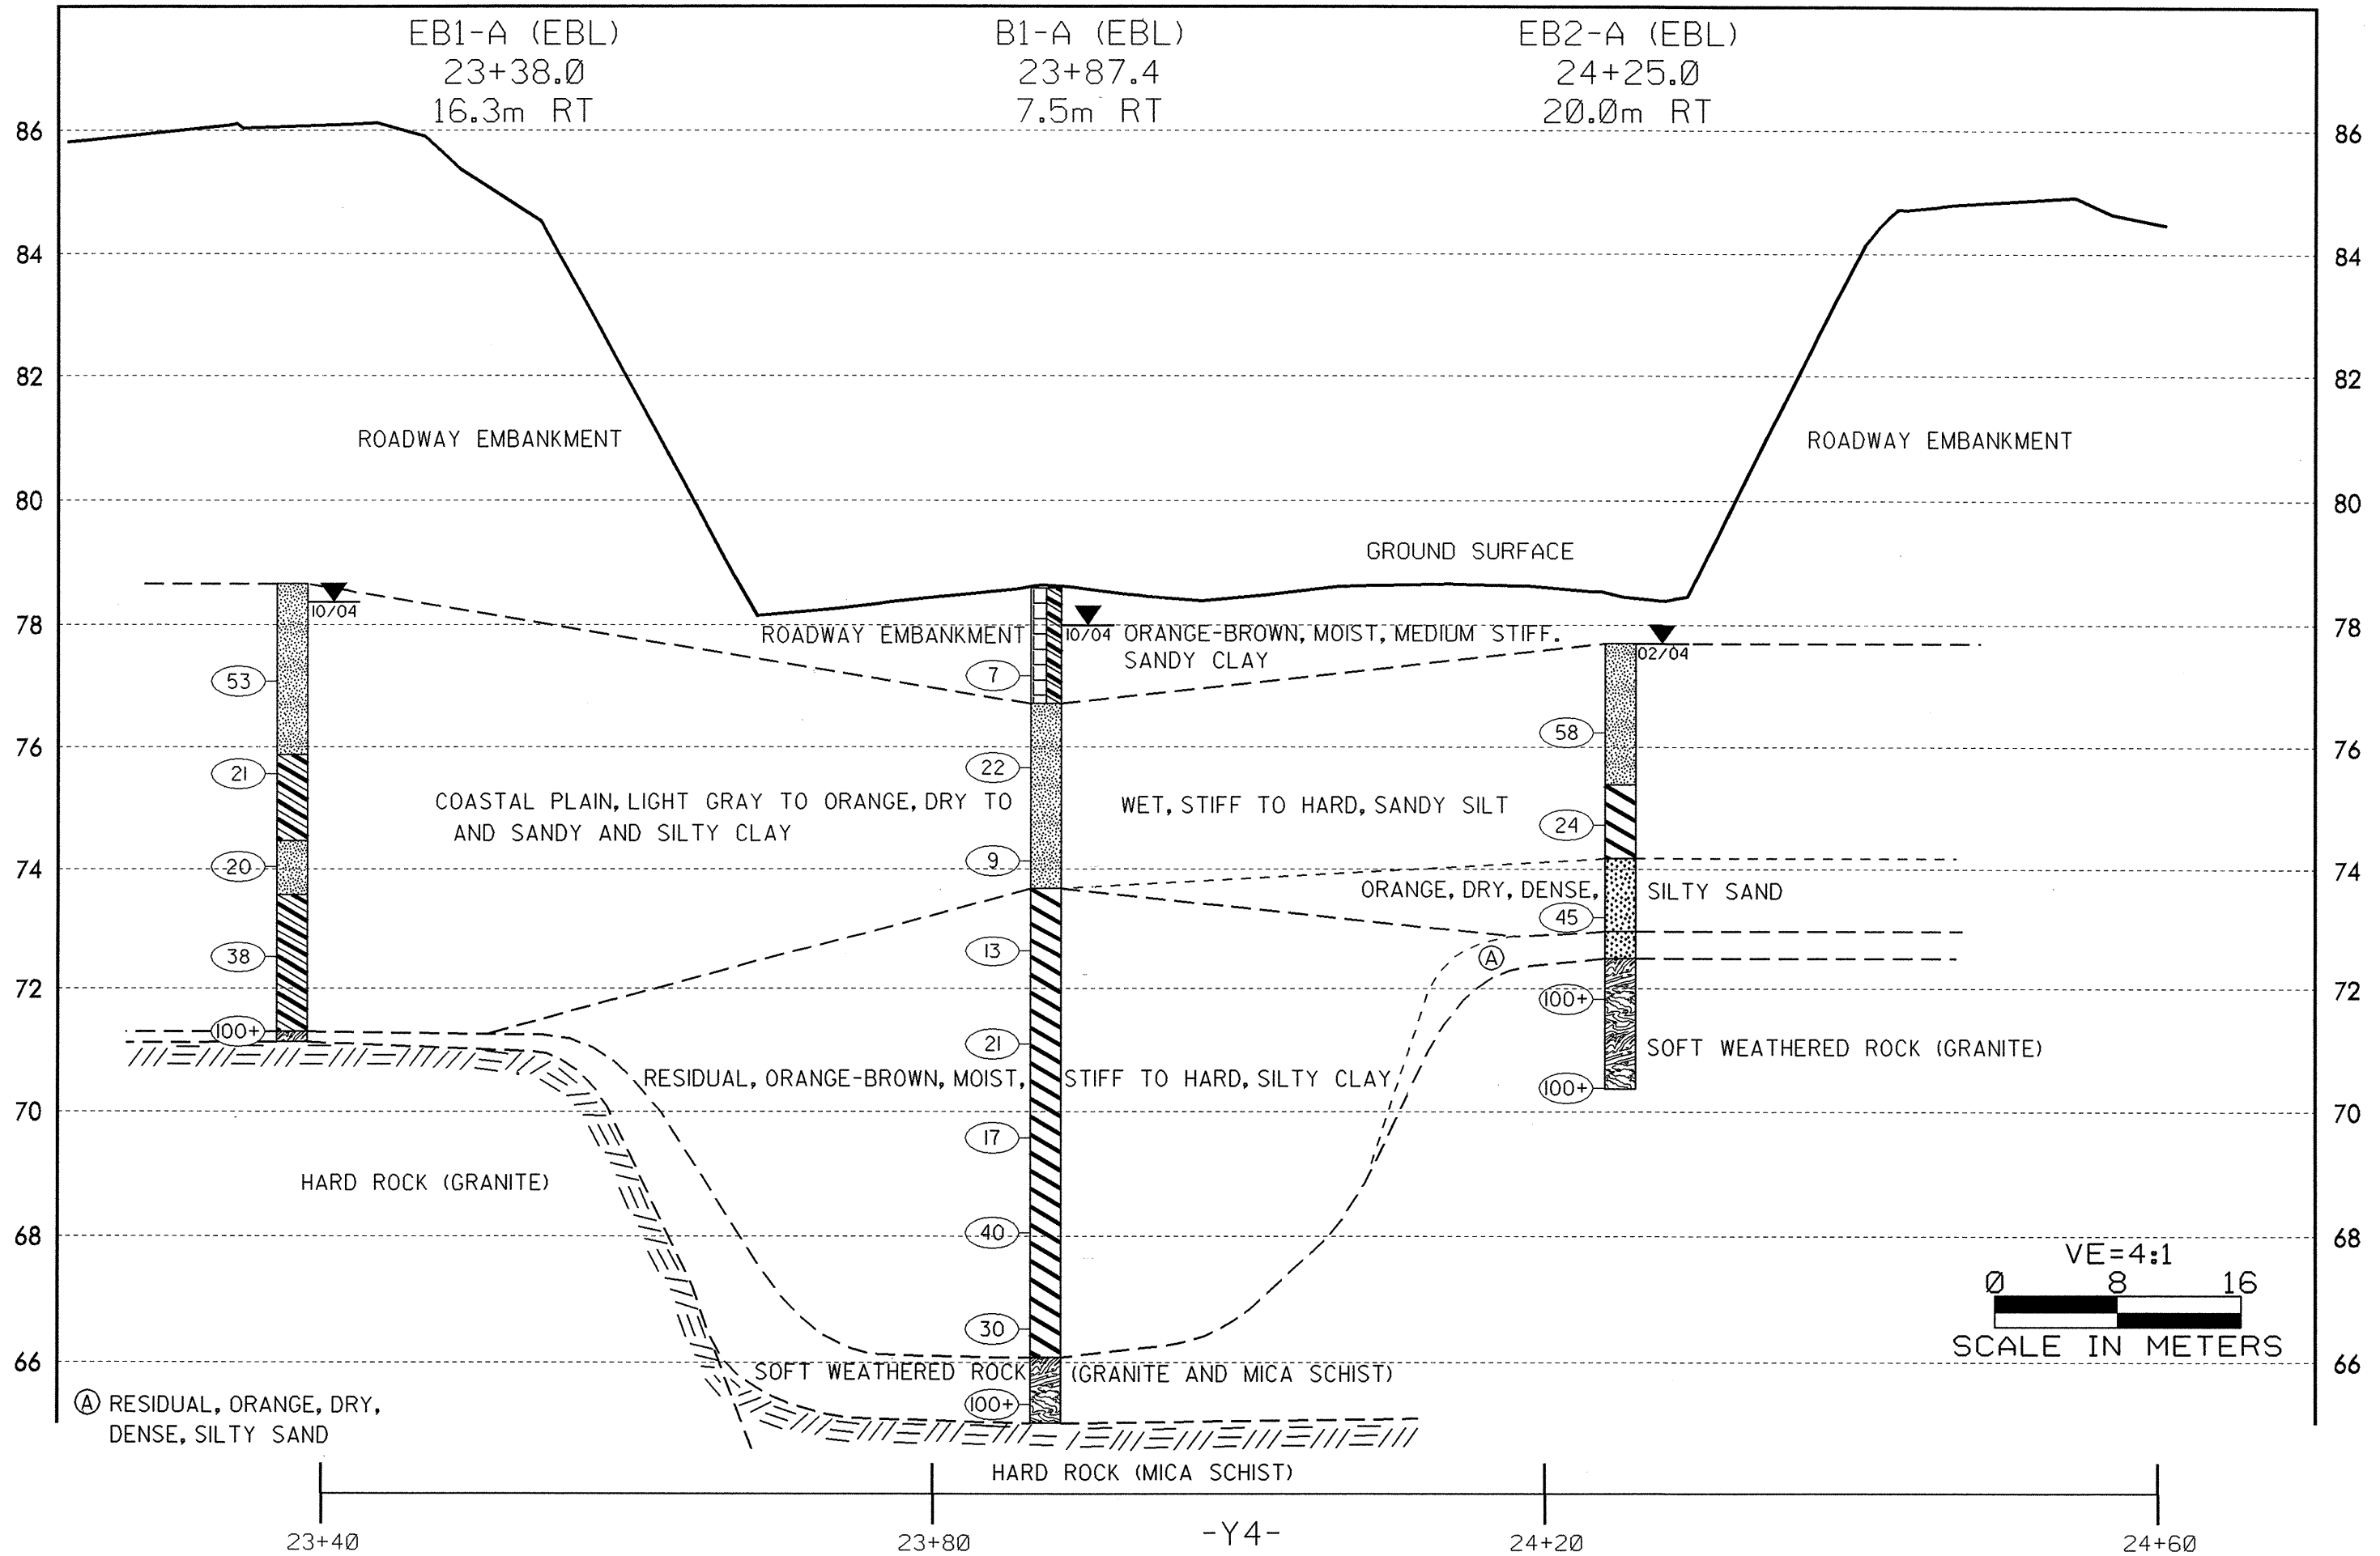 EB1-A (EBL)
23+38.0
16.3m RT
B1-A (EBL)
23+87.4
7.5m RT
EB2-A (EBL)
24+25.0
20.0m RT
86
86
84
84
82
82
ROADWAY EMBANKMENT
ROADWAY EMBANKMENT
80
80
GROUND SURFACE
10/04
78
78
ROADWAY EMBANKMENT
10/04
ORANGE-BROWN, MOIST, MEDIUM STIFF.
SANDY CLAY
02/04
53
7
58
76
76
21
22
24
COASTAL PLAIN, LIGHT GRAY TO ORANGE, DRY TO
AND SANDY AND SILTY CLAY
WET, STIFF TO HARD, SANDY SILT
20
9
74
74
ORANGE, DRY, DENSE,
SILTY SAND
45
38
13
A
72
72
100+
100+
21
SOFT WEATHERED ROCK (GRANITE)
RESIDUAL, ORANGE-BROWN, MOIST,
STIFF TO HARD, SILTY CLAY
100+
70
70
17
HARD ROCK (GRANITE)
40
68
68
VE=4:1
0 8 16
SCALE IN METERS
30
66
66
SOFT WEATHERED ROCK
(GRANITE AND MICA SCHIST)
100+
A RESIDUAL, ORANGE, DRY,
DENSE, SILTY SAND
HARD ROCK (MICA SCHIST)
23+40
23+80
-Y4-
24+20
24+60